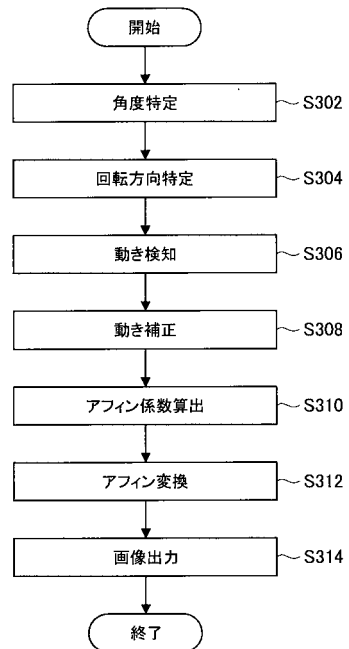 開始
角度特定
S302
回転方向特定
S304
動き検知
S306
動き補正
S308
アフィン係数算出
S310
アフィン変換
S312
画像出力
S314
終了